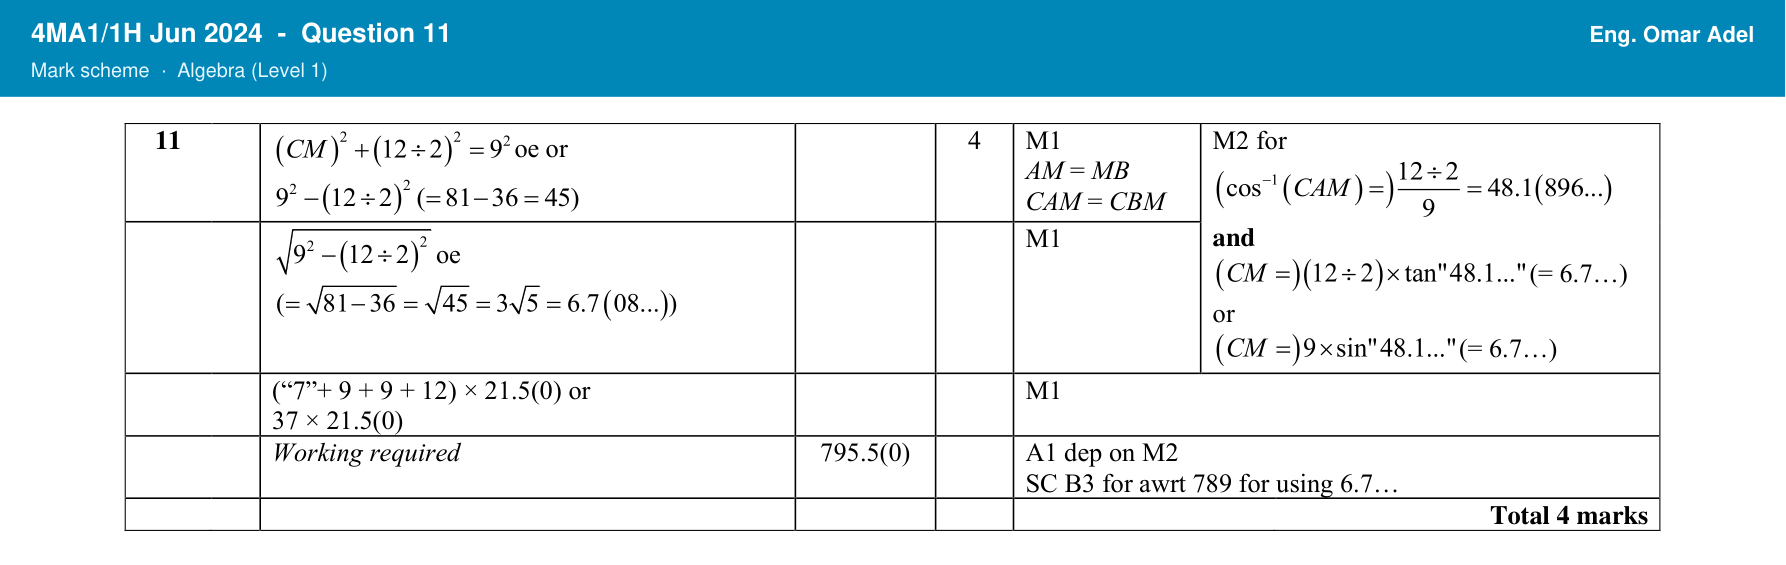 4MA1/1H Jun 2024 - Question 11
Eng. Omar Adel
Mark scheme · Algebra (Level 1)
11
(CM)² + (12 ÷ 2)² = 9² oe or
9² − (12 ÷ 2)² (= 81 − 36 = 45)
4
M1
AM = MB
CAM = CBM
M2 for
(cos⁻¹(CAM) =) (12 ÷ 2)/9 = 48.1(896...)
and
(CM =)(12 ÷ 2) × tan"48.1..."(= 6.7…)
or
(CM =)9 × sin"48.1..."(= 6.7…)
√(9² − (12 ÷ 2)²) oe
(= √(81 − 36) = √45 = 3√5 = 6.7(08...))
M1
(“7”+ 9 + 9 + 12) × 21.5(0) or
37 × 21.5(0)
M1
Working required
795.5(0)
A1 dep on M2
SC B3 for awrt 789 for using 6.7…
Total 4 marks